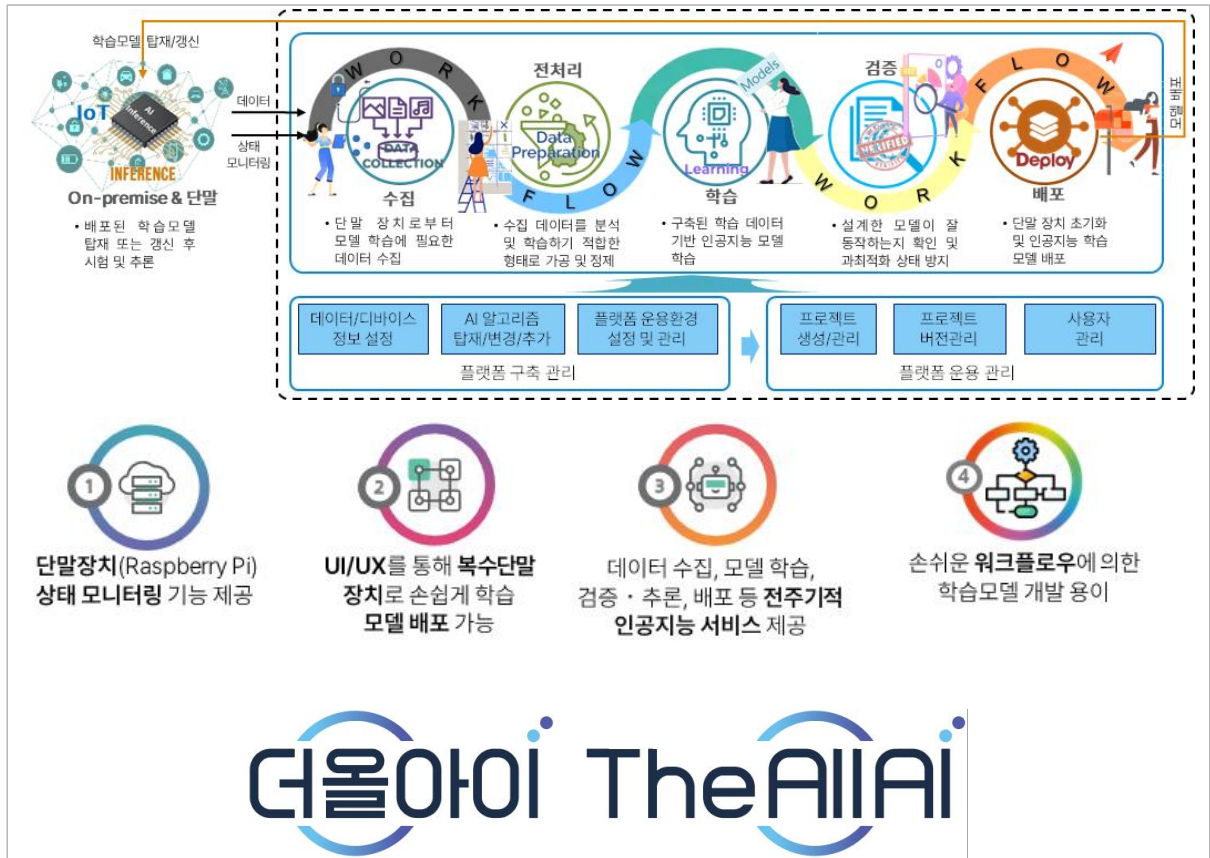 학습모델 탑재/갱신
IoT
AI
Inference
INFERENCE
On-premise & 단말
• 배포된 학습모델
탑재 또는 갱신 후
시험 및 추론
데이터
상태
모니터링
WORK
FLOW
WORK
FLOW
DATA
COLLECTION
수집
• 단말 장치로부터
모델 학습에 필요한
데이터 수집
전처리
Data
Preparation
• 수집 데이터를 분석
및 학습하기 적합한
형태로 가공 및 정제
Models
Learning
학습
• 구축된 학습 데이터
기반 인공지능 모델
학습
검증
VERIFIED
• 설계한 모델이 잘
동작하는지 확인 및
과최적화 상태 방지
Deploy
배포
• 단말 장치 초기화
및 인공지능 학습
모델 배포
모델 배포
데이터/디바이스
정보 설정
AI 알고리즘
탑재/변경/추가
플랫폼 운용환경
설정 및 관리
플랫폼 구축 관리
프로젝트
생성/관리
프로젝트
버전관리
사용자
관리
플랫폼 운용 관리
1
단말장치(Raspberry Pi)
상태 모니터링 기능 제공
2
UI/UX를 통해 복수단말
장치로 손쉽게 학습
모델 배포 가능
3
데이터 수집, 모델 학습,
검증 · 추론, 배포 등 전주기적
인공지능 서비스 제공
4
손쉬운 워크플로우에 의한
학습모델 개발 용이
더올아이 TheAllAi